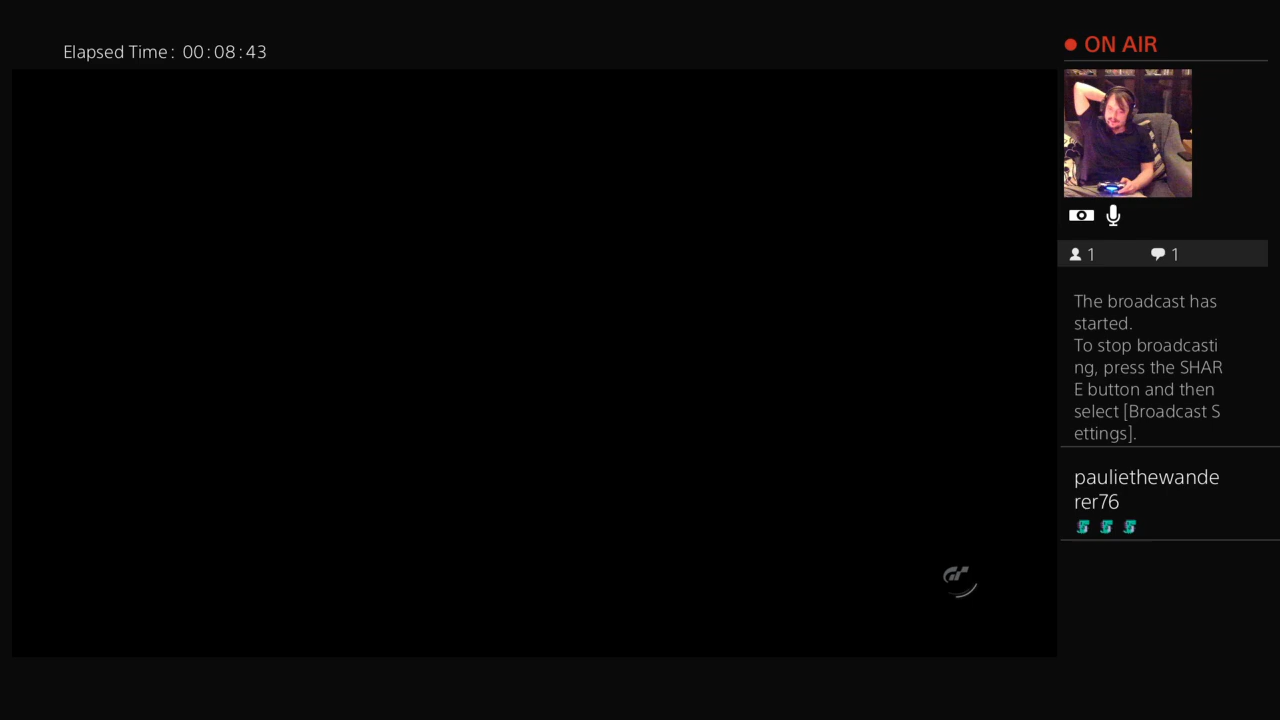 Elapsed Time: 00:08:43
ON AIR
1
1
The broadcast has
started.
To stop broadcasti
ng, press the SHAR
E button and then
select [Broadcast S
ettings].
pauliethewande
rer76
GT